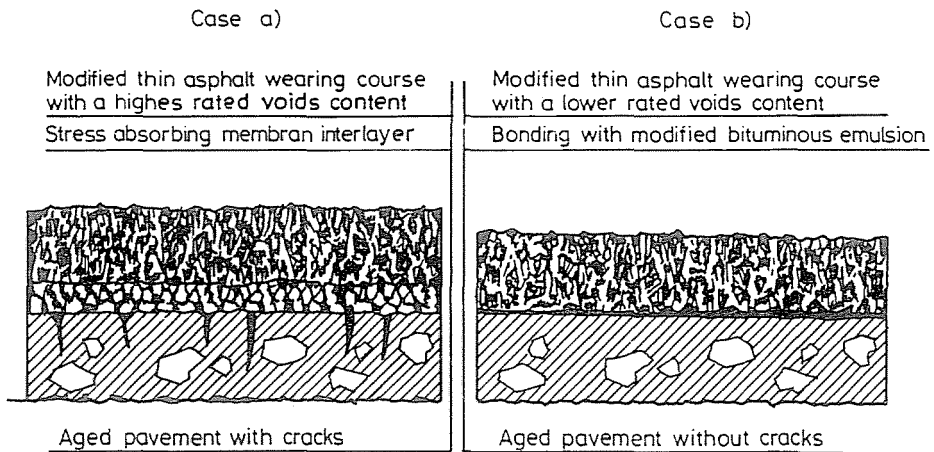 Case a)
Modified thin asphalt wearing course
with a highes rated voids content
Stress absorbing membran interlayer
Aged pavement with cracks
Case b)
Modified thin asphalt wearing course
with a lower rated voids content
Bonding with modified bituminous emulsion
Aged pavement without cracks